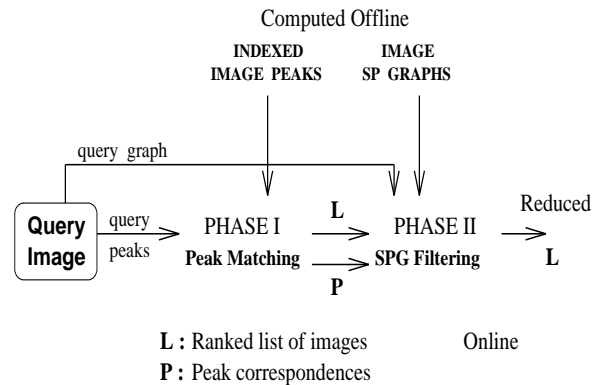 Computed Offline
INDEXED
IMAGE PEAKS
IMAGE
SP GRAPHS
query graph
Query
Image
query
peaks
PHASE I
Peak Matching
L
P
PHASE II
SPG Filtering
Reduced
L
L : Ranked list of images
Online
P : Peak correspondences